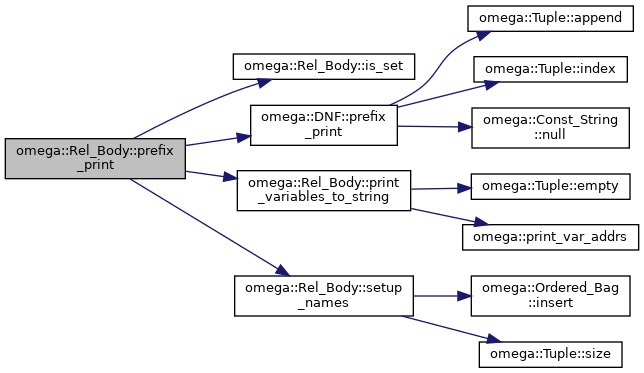 omega::Rel_Body::prefix
_print
omega::Rel_Body::is_set
omega::DNF::prefix
_print
omega::Rel_Body::print
_variables_to_string
omega::Rel_Body::setup
_names
omega::Tuple::append
omega::Tuple::index
omega::Const_String
::null
omega::Tuple::empty
omega::print_var_addrs
omega::Ordered_Bag
::insert
omega::Tuple::size